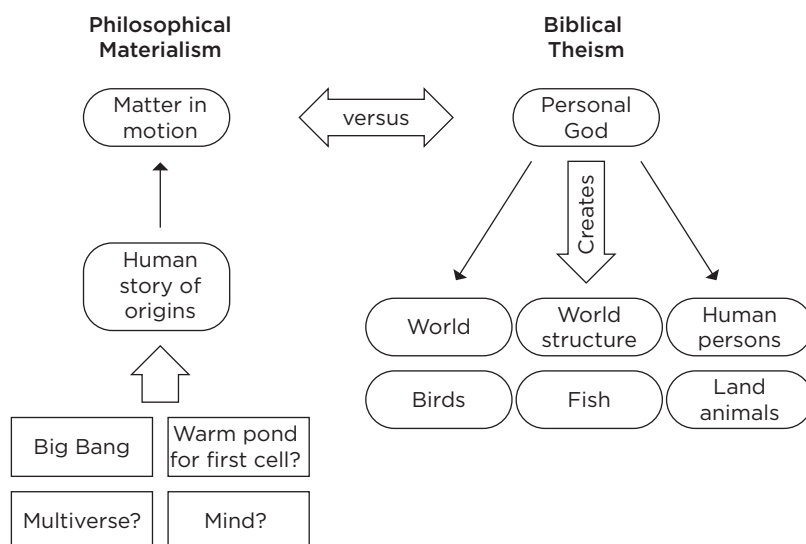 Philosophical
Materialism
Biblical
Theism
Matter in
motion
versus
Personal
God
Creates
Human
story of
origins
World
World
structure
Human
persons
Birds
Fish
Land
animals
Big Bang
Warm pond
for first cell?
Multiverse?
Mind?